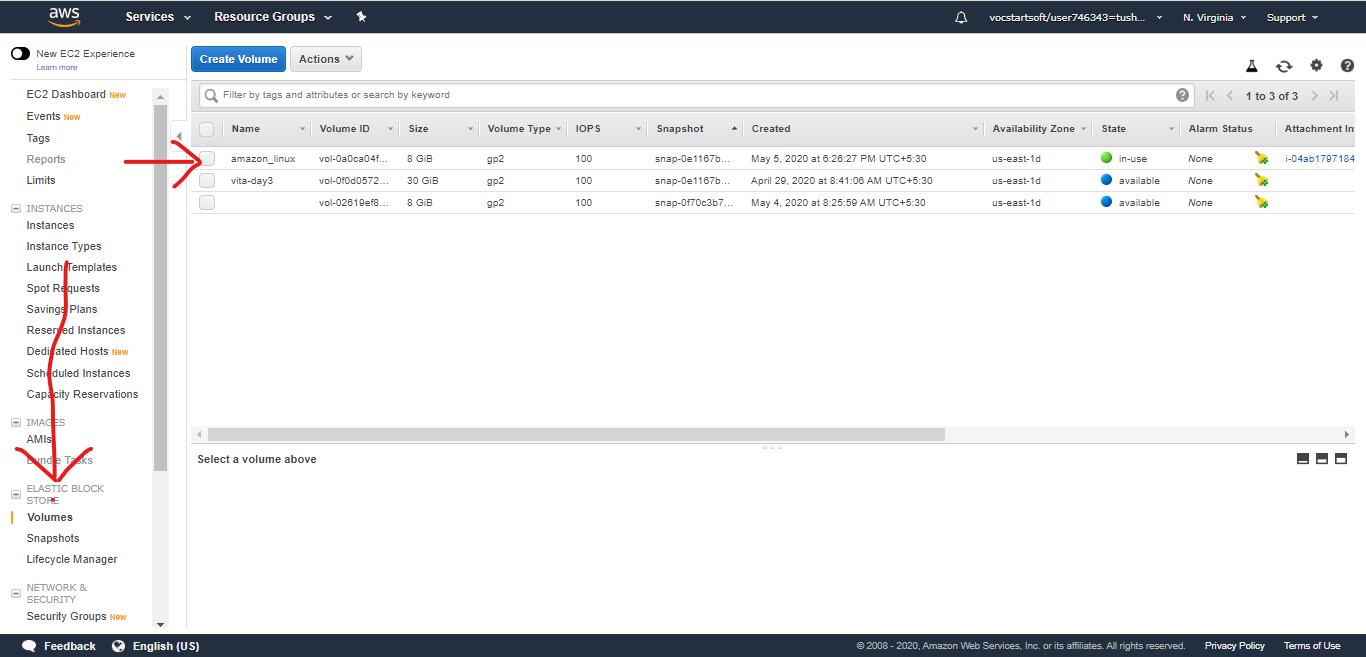 aws Services Resource Groups vocstartsoft/user746343=tush... N. Virginia Support
New EC2 Experience
Learn more
EC2 Dashboard New
Events New
Tags
Reports
Limits
INSTANCES
Instances
Instance Types
Launch Templates
Spot Requests
Savings Plans
Reserved Instances
Dedicated Hosts New
Scheduled Instances
Capacity Reservations
IMAGES
AMIs
Bundle Tasks
ELASTIC BLOCK
STORE
Volumes
Snapshots
Lifecycle Manager
NETWORK &
SECURITY
Security Groups New
Create Volume Actions
Filter by tags and attributes or search by keyword 1 to 3 of 3
Name Volume ID Size Volume Type IOPS Snapshot Created Availability Zone State Alarm Status Attachment In
amazon_linux vol-0a0ca04f... 8 GiB gp2 100 snap-0e1167b... May 5, 2020 at 6:26:27 PM UTC+5:30 us-east-1d in-use None i-04ab1797184
vita-day3 vol-0f0d0572... 30 GiB gp2 100 snap-0e1167b... April 29, 2020 at 8:41:06 AM UTC+5:30 us-east-1d available None
vol-02619ef8... 8 GiB gp2 100 snap-0f70c3b7... May 4, 2020 at 8:25:59 AM UTC+5:30 us-east-1d available None
Select a volume above
Feedback English (US) © 2008 - 2020, Amazon Web Services, Inc. or its affiliates. All rights reserved. Privacy Policy Terms of Use